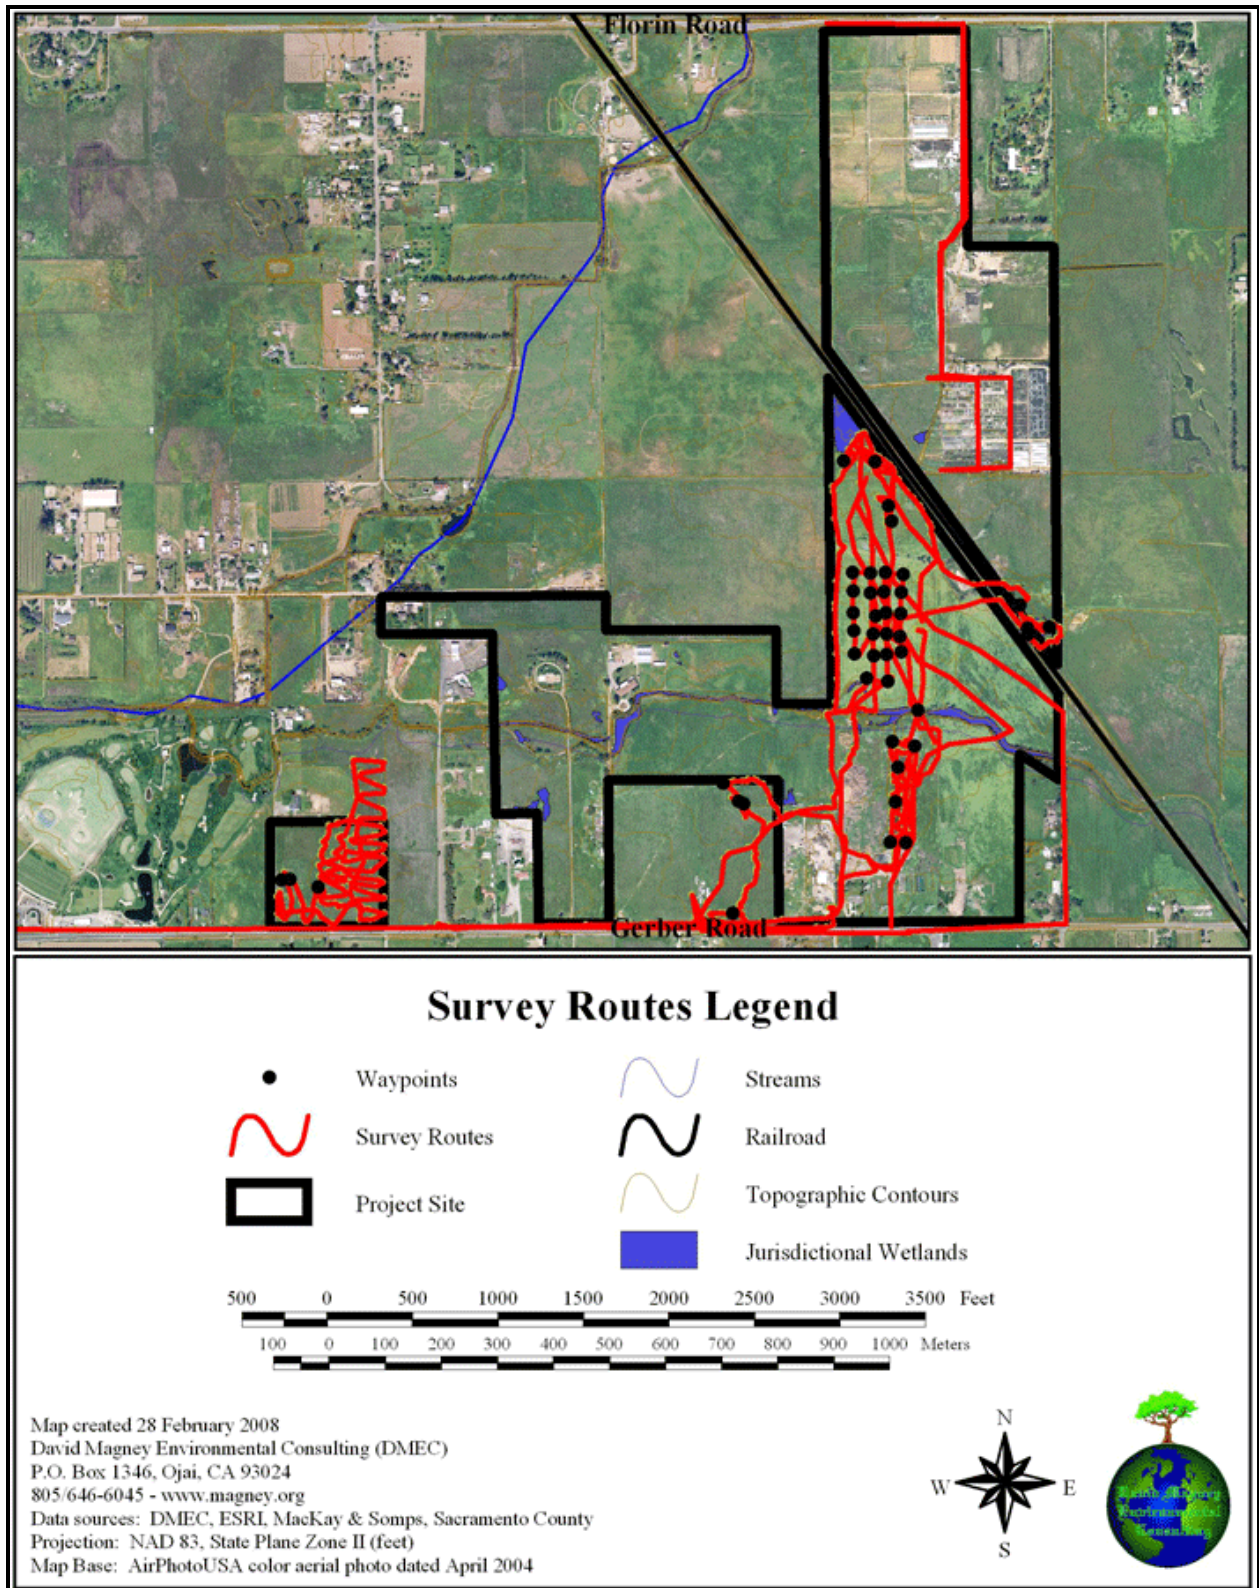 Florin Road
Gerber Road
Survey Routes Legend
Waypoints
Survey Routes
Project Site
Streams
Railroad
Topographic Contours
Jurisdictional Wetlands
500 0 500 1000 1500 2000 2500 3000 3500 Feet
100 0 100 200 300 400 500 600 700 800 900 1000 Meters
Map created 28 February 2008
David Magney Environmental Consulting (DMEC)
P.O. Box 1346, Ojai, CA 93024
805/646-6045 - www.magney.org
Data sources: DMEC, ESRI, MacKay & Somps, Sacramento County
Projection: NAD 83, State Plane Zone II (feet)
Map Base: AirPhotoUSA color aerial photo dated April 2004
N
W E
S
David Magney
Environmental
Consulting